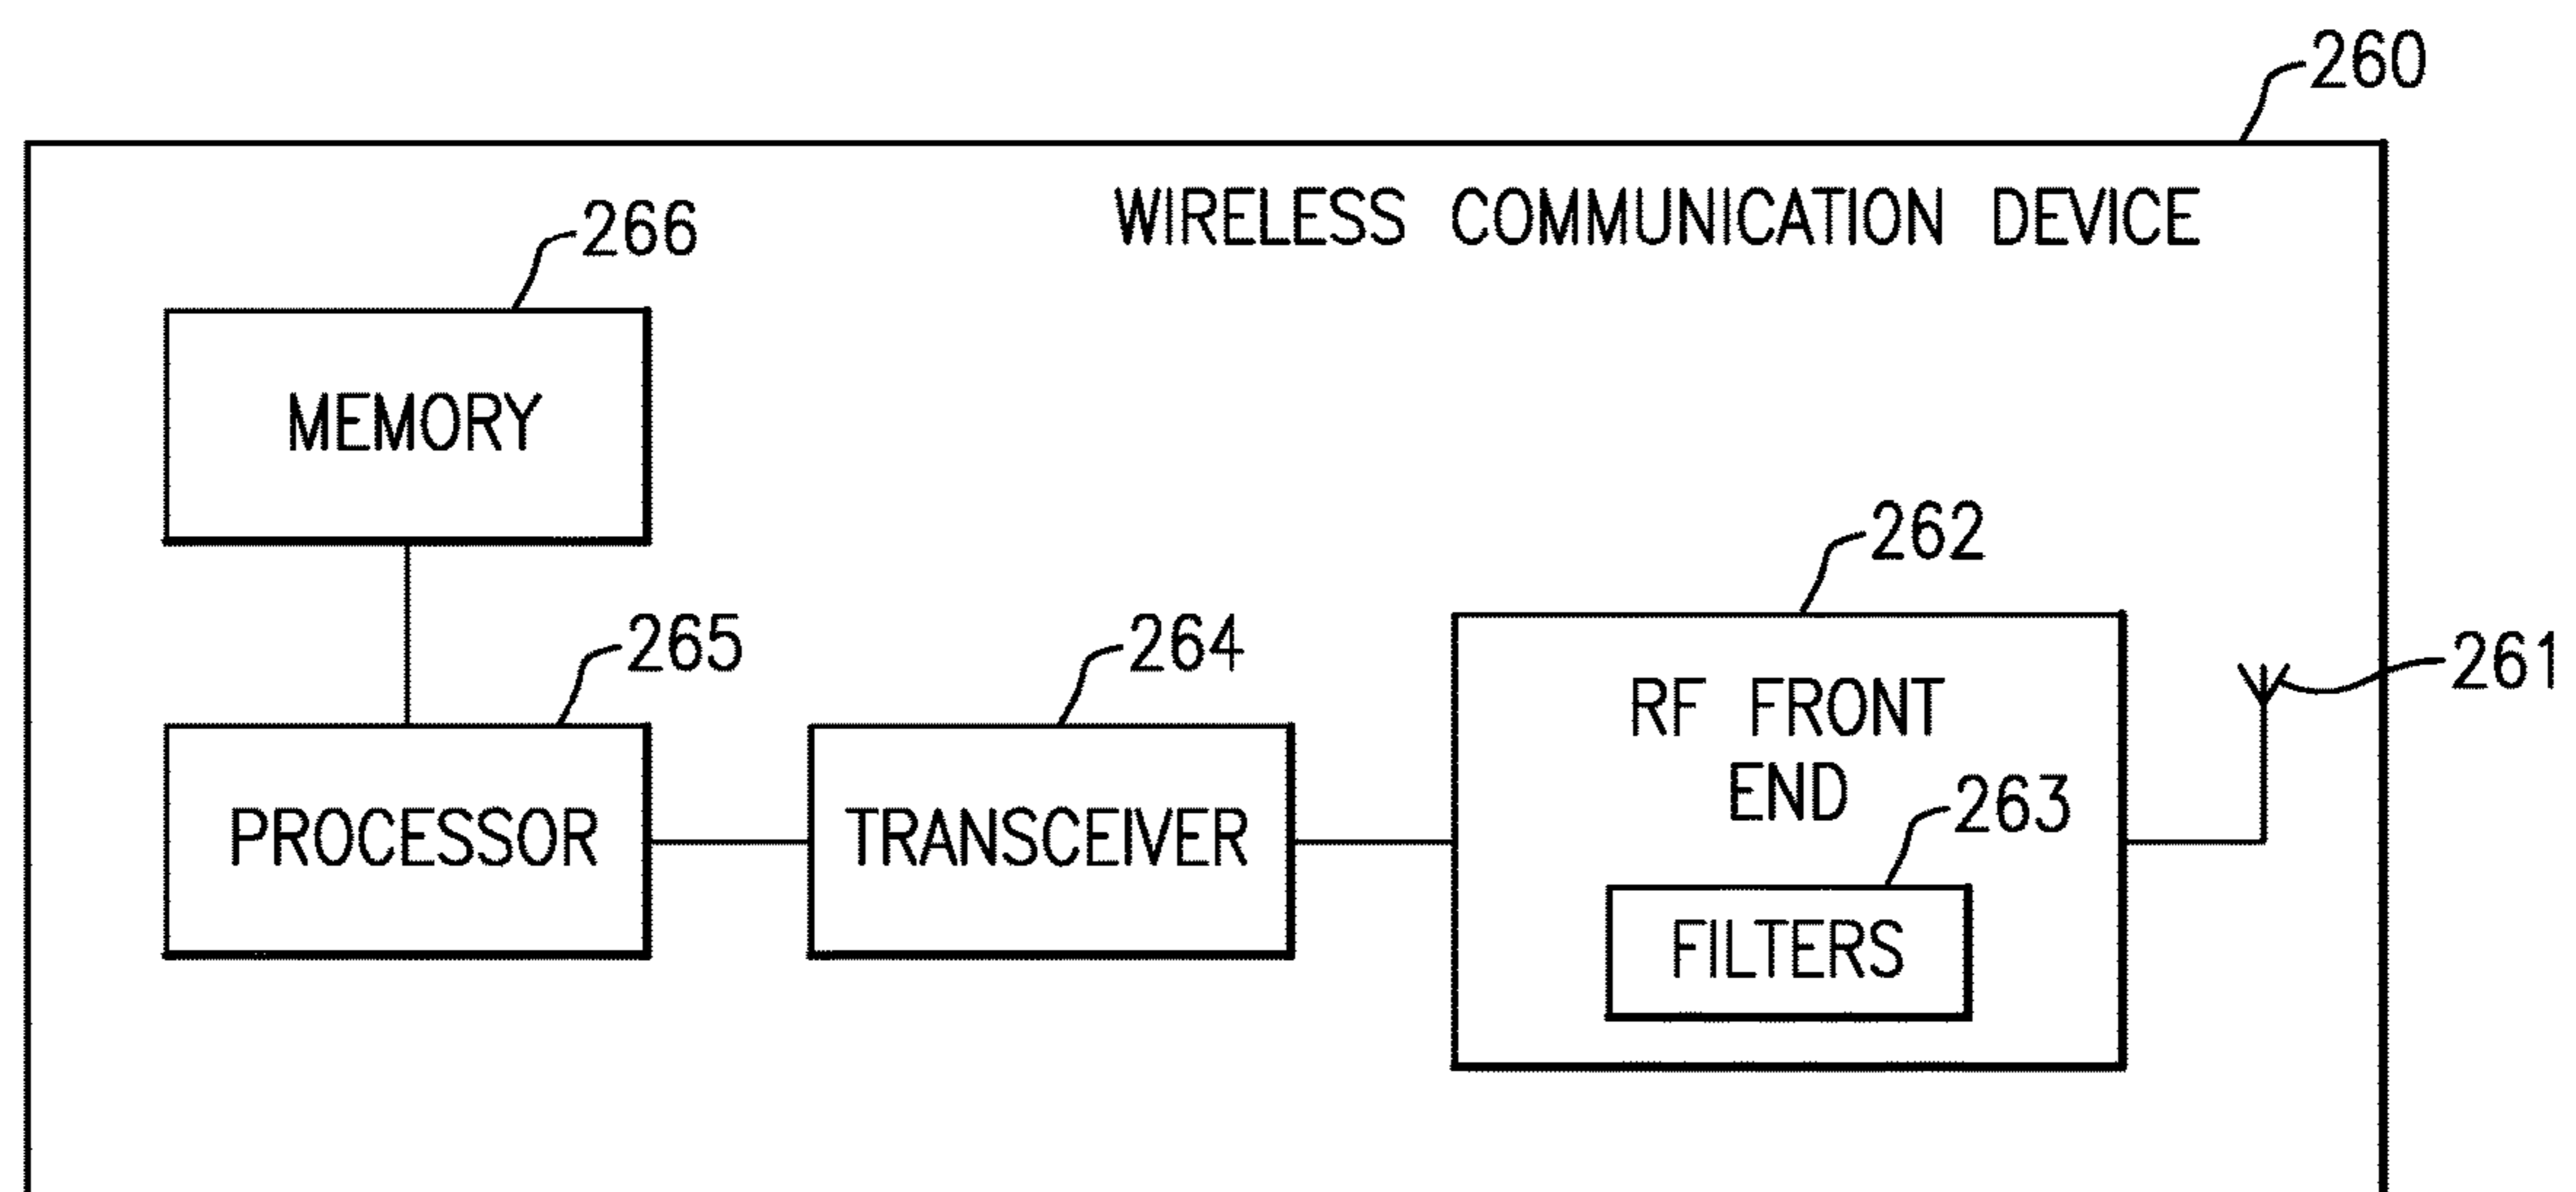 260
WIRELESS COMMUNICATION DEVICE
266
MEMORY
262
265
264
261
RF FRONT
END
263
PROCESSOR
TRANSCEIVER
FILTERS